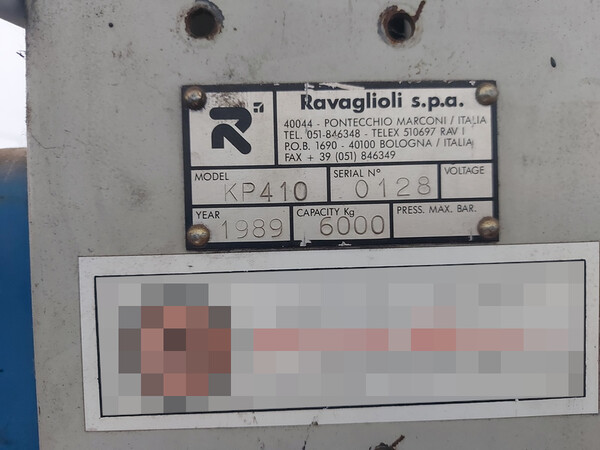 Ravaglioli s.p.a.
40044 - PONTECCHIO MARCONI / ITALIA
TEL. 051-846348 - TELEX 510697 RAV I
P.O.B. 1690 - 40100 BOLOGNA / ITALIA
FAX + 39 (051) 846349
MODEL KP410 SERIAL Nº 0128 VOLTAGE
YEAR 1989 CAPACITY Kg 6000 PRESS. MAX. BAR.